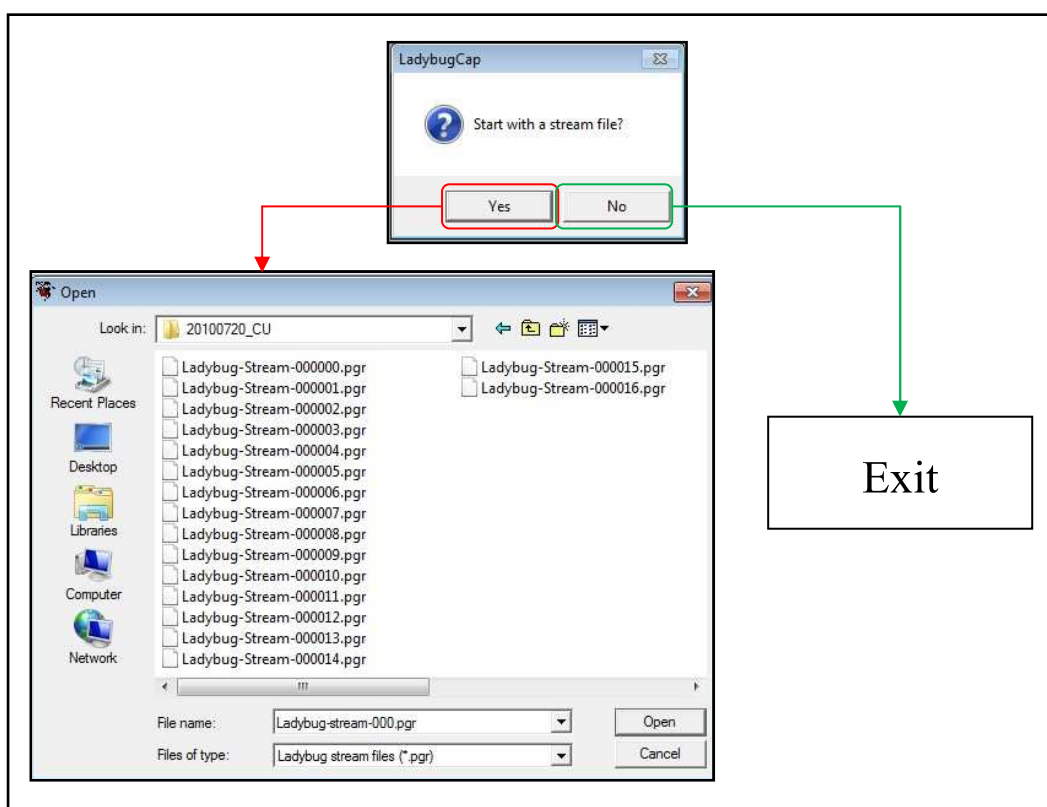 LadybugCap
Start with a stream file?
Yes No
Open
Look in: 20100720_CU
Recent Places
Desktop
Libraries
Computer
Network
Ladybug-Stream-000000.pgr
Ladybug-Stream-000001.pgr
Ladybug-Stream-000002.pgr
Ladybug-Stream-000003.pgr
Ladybug-Stream-000004.pgr
Ladybug-Stream-000005.pgr
Ladybug-Stream-000006.pgr
Ladybug-Stream-000007.pgr
Ladybug-Stream-000008.pgr
Ladybug-Stream-000009.pgr
Ladybug-Stream-000010.pgr
Ladybug-Stream-000011.pgr
Ladybug-Stream-000012.pgr
Ladybug-Stream-000013.pgr
Ladybug-Stream-000014.pgr
Ladybug-Stream-000015.pgr
Ladybug-Stream-000016.pgr
File name: Ladybug-stream-000.pgr Open
Files of type: Ladybug stream files (*.pgr) Cancel
Exit